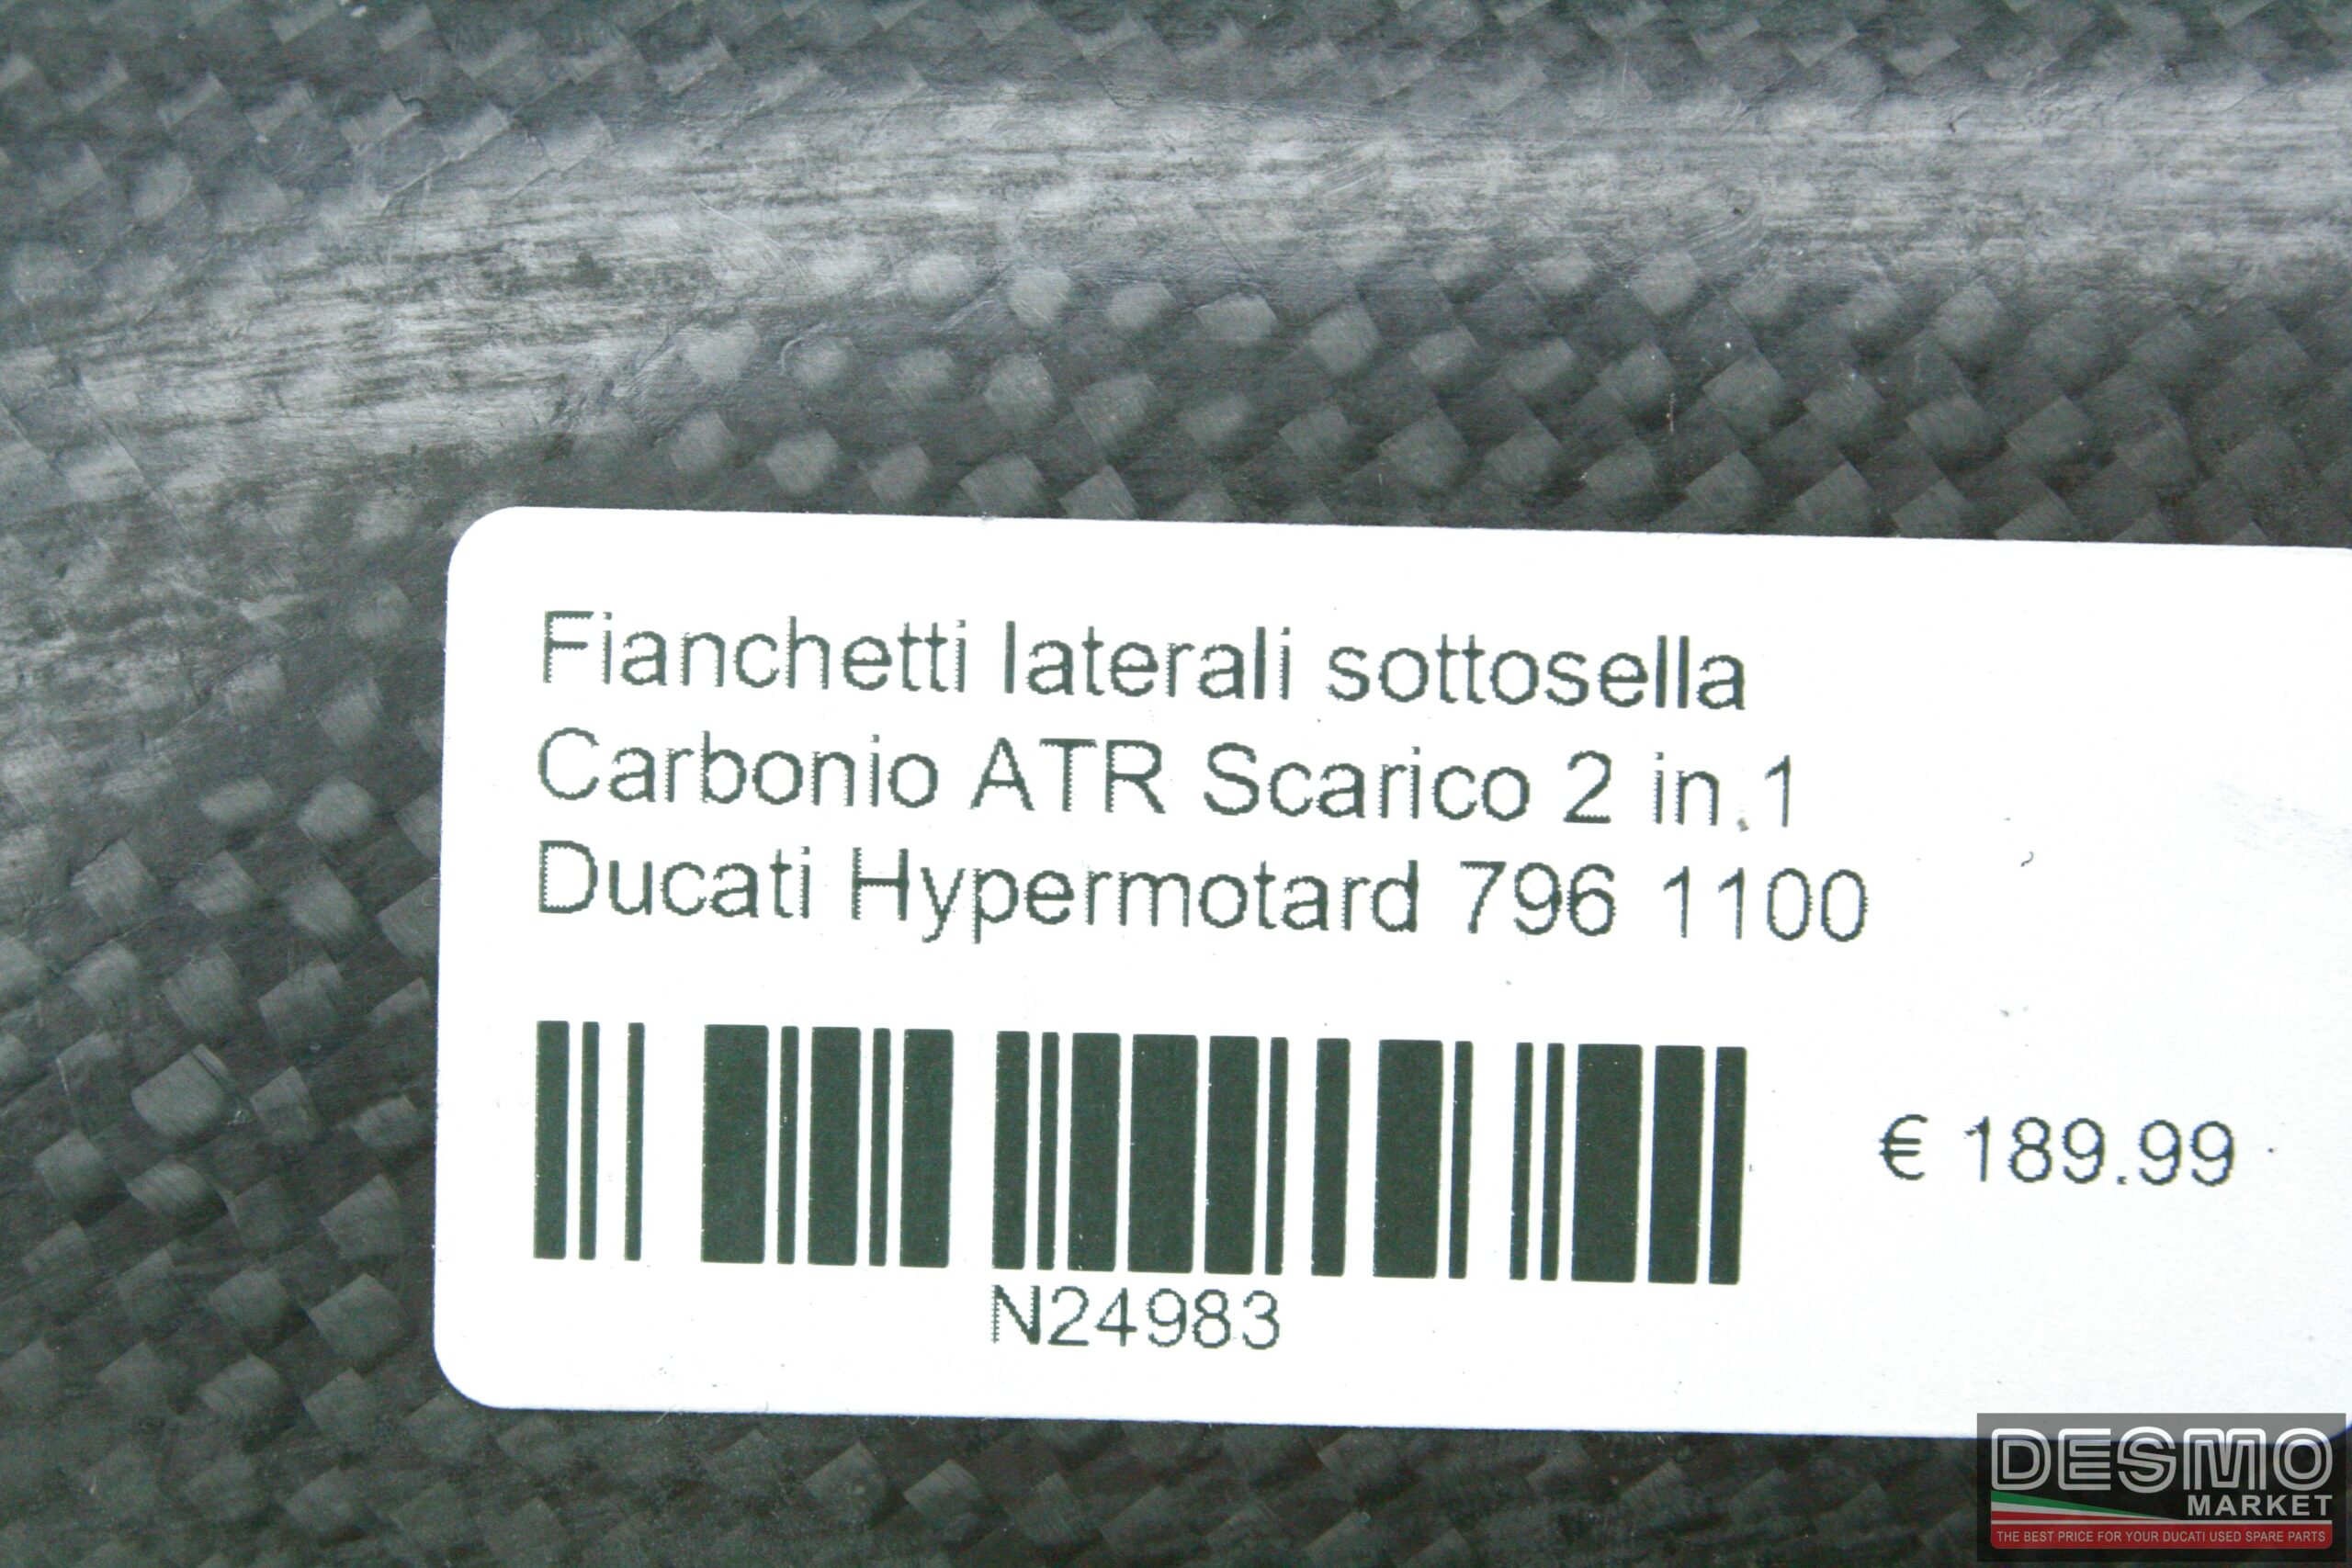 Fianchetti laterali sottosella
Carbonio ATR Scarico 2 in 1
Ducati Hypermotard 796 1100
€ 189.99
N24983
DESMO
MARKET
THE BEST PRICE FOR YOUR DUCATI USED SPARE PARTS